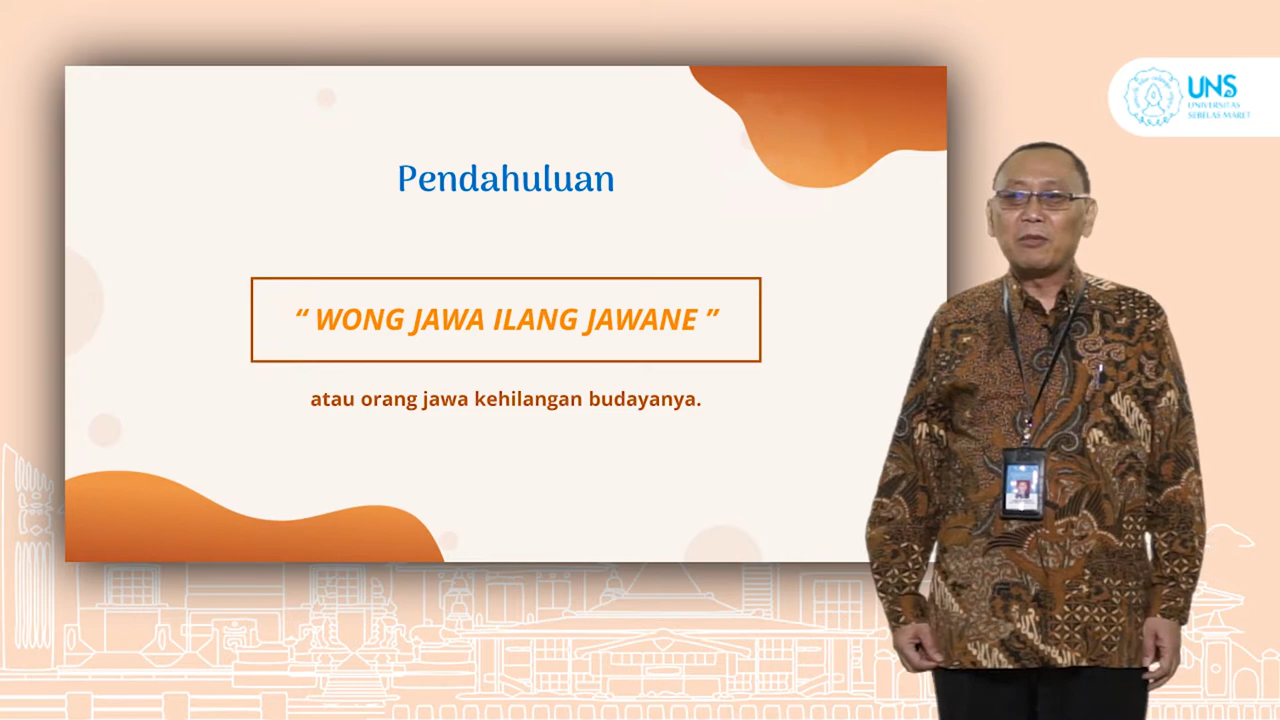 Pendahuluan
“ WONG JAWA ILANG JAWANE ”
atau orang jawa kehilangan budayanya.
UNS
UNIVERSITAS
SEBELAS MARET